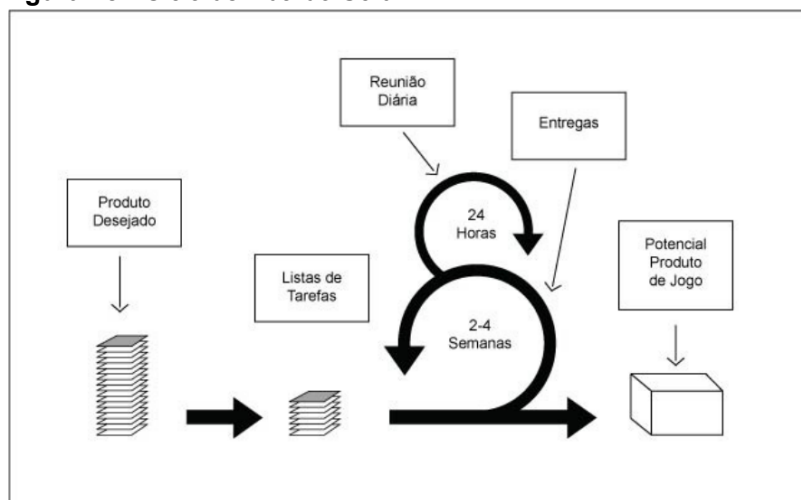 Reunião
Diária
Entregas
Produto
Desejado
24
Horas
Potencial
Produto
de Jogo
Listas de
Tarefas
2-4
Semanas